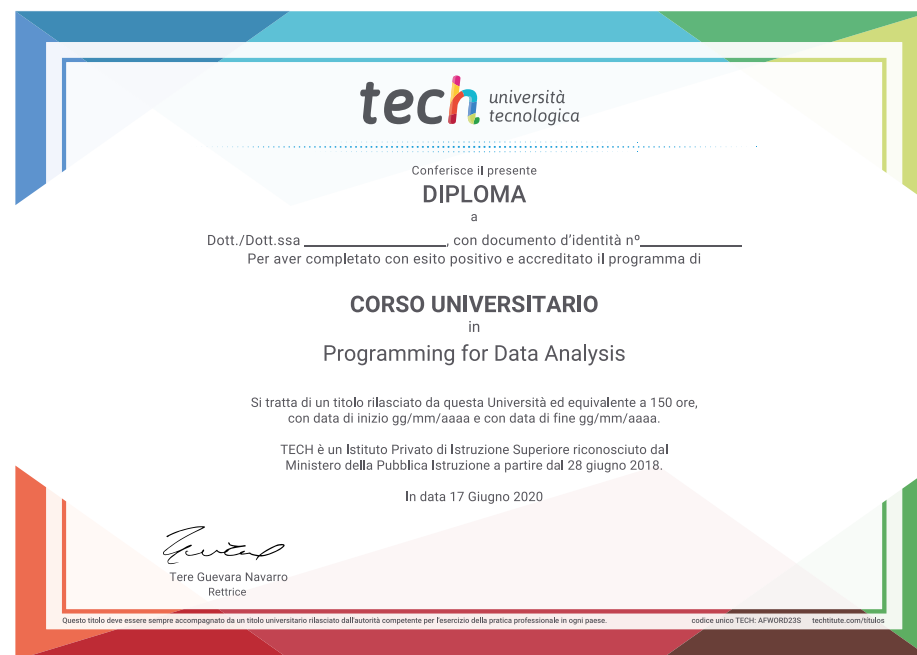 tech università
tecnologica
Conferisce il presente
DIPLOMA
a
Dott./Dott.ssa ____________________, con documento d'identità nº______________
Per aver completato con esito positivo e accreditato il programma di
CORSO UNIVERSITARIO
in
Programming for Data Analysis
Si tratta di un titolo rilasciato da questa Università ed equivalente a 150 ore,
con data di inizio gg/mm/aaaa e con data di fine gg/mm/aaaa.
TECH è un Istituto Privato di Istruzione Superiore riconosciuto dal
Ministero della Pubblica Istruzione a partire dal 28 giugno 2018.
In data 17 Giugno 2020
Tere Guevara Navarro
Rettrice
Questo titolo deve essere sempre accompagnato da un titolo universitario rilasciato dall'autorità competente per l'esercizio della pratica professionale in ogni paese. codice unico TECH: AFWORD23S techtitute.com/titulos